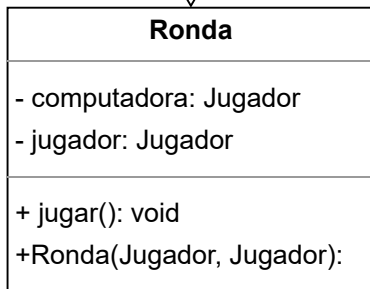 Ronda
- computadora: Jugador
- jugador: Jugador
+ jugar(): void
+Ronda(Jugador, Jugador):